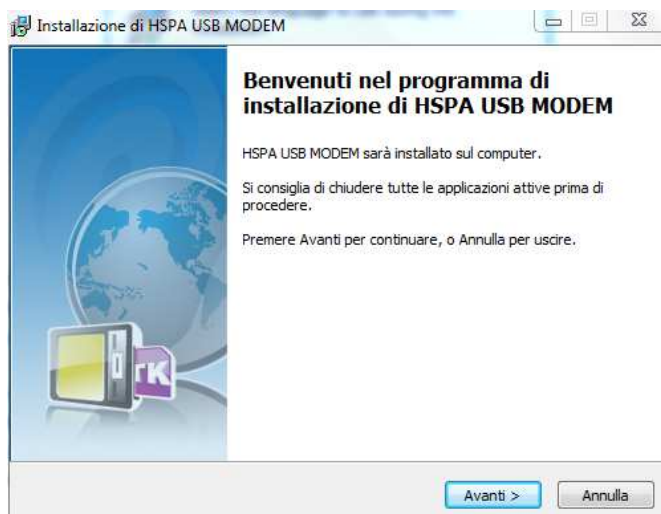 Installazione di HSPA USB MODEM
Benvenuti nel programma di
installazione di HSPA USB MODEM
HSPA USB MODEM sarà installato sul computer.
Si consiglia di chiudere tutte le applicazioni attive prima di
procedere.
Premere Avanti per continuare, o Annulla per uscire.
TK
Avanti >
Annulla